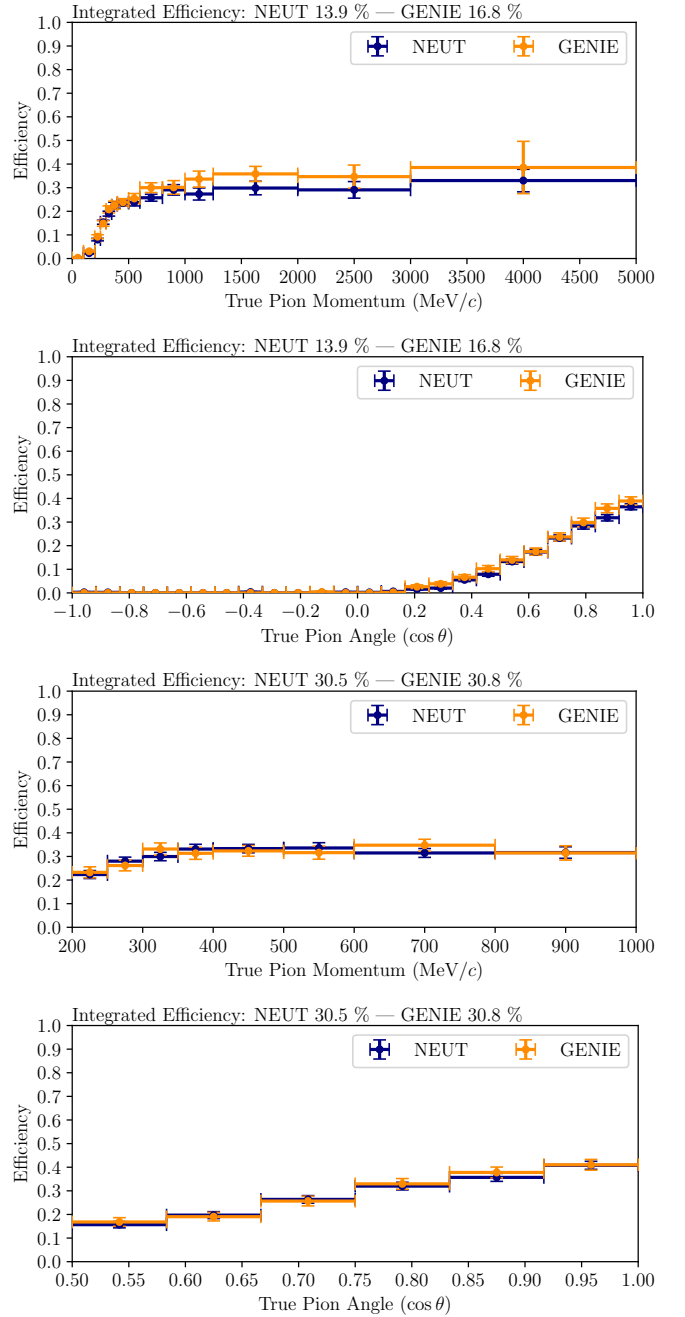 Integrated Efficiency: NEUT 13.9 % — GENIE 16.8 %
NEUT GENIE
1.0
0.9
0.8
0.7
0.6
0.5
0.4
0.3
0.2
0.1
0.0
Efficiency
0 500 1000 1500 2000 2500 3000 3500 4000 4500 5000
True Pion Momentum (MeV/c)
Integrated Efficiency: NEUT 13.9 % — GENIE 16.8 %
NEUT GENIE
1.0
0.9
0.8
0.7
0.6
0.5
0.4
0.3
0.2
0.1
0.0
Efficiency
−1.0 −0.8 −0.6 −0.4 −0.2 0.0 0.2 0.4 0.6 0.8 1.0
True Pion Angle (cos θ)
Integrated Efficiency: NEUT 30.5 % — GENIE 30.8 %
NEUT GENIE
1.0
0.9
0.8
0.7
0.6
0.5
0.4
0.3
0.2
0.1
0.0
Efficiency
200 300 400 500 600 700 800 900 1000
True Pion Momentum (MeV/c)
Integrated Efficiency: NEUT 30.5 % — GENIE 30.8 %
NEUT GENIE
1.0
0.9
0.8
0.7
0.6
0.5
0.4
0.3
0.2
0.1
0.0
Efficiency
0.50 0.55 0.60 0.65 0.70 0.75 0.80 0.85 0.90 0.95 1.00
True Pion Angle (cos θ)